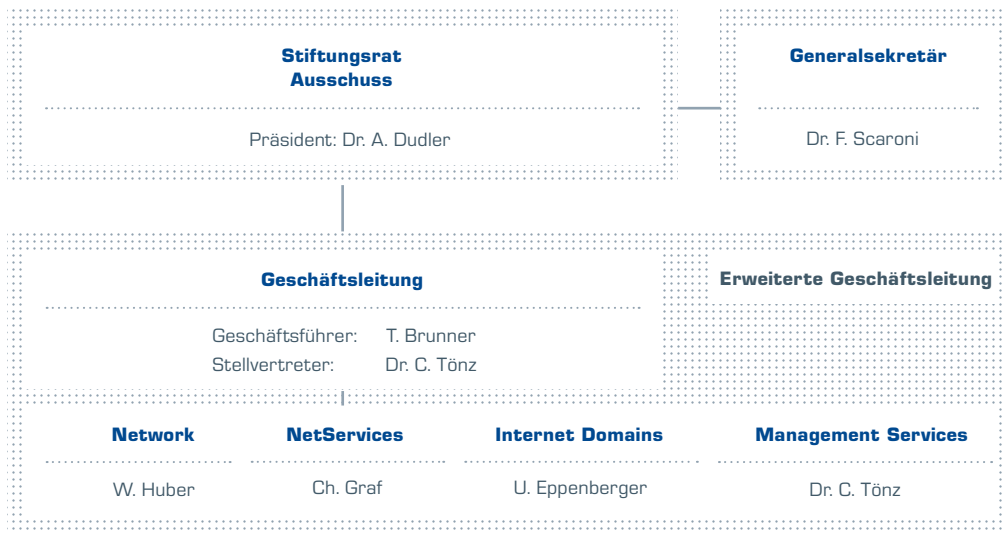 Stiftungsrat
Ausschuss
Präsident: Dr. A. Dudler
Generalsekretär
Dr. F. Scaroni
Geschäftsleitung
Geschäftsführer: T. Brunner
Stellvertreter: Dr. C. Tönz
Erweiterte Geschäftsleitung
Network
W. Huber
NetServices
Ch. Graf
Internet Domains
U. Eppenberger
Management Services
Dr. C. Tönz